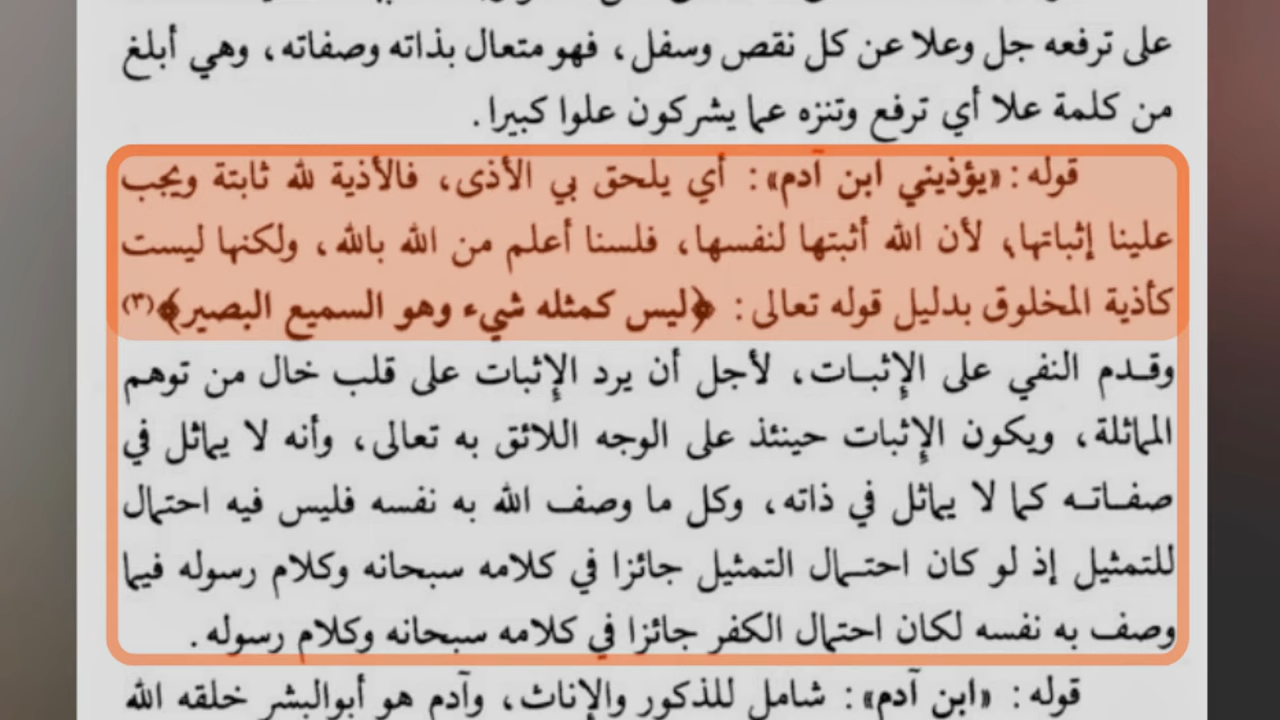 على ترفعه جل وعلا عن كل نقص وسفل، فهو متعال بذاته وصفاته، وهي أبلغ
من كلمة علا أي ترفع وتنزه عما يشركون علوا كبيرا.
قوله: «يؤذيني ابن آدم»: أي يلحق بي الأذى، فالأذية لله ثابتة ويجب
علينا إثباتها، لأن الله أثبتها لنفسها، فلسنا أعلم من الله بالله، ولكنها ليست
كأذية المخلوق بدليل قوله تعالى: ﴿ليس كمثله شيء وهو السميع البصير﴾(٣)
وقدم النفي على الإثبات، لأجل أن يرد الإثبات على قلب خال من توهم
المماثلة، ويكون الإثبات حينئذ على الوجه اللائق به تعالى، وأنه لا يماثل في
صفاته كما لا يماثل في ذاته، وكل ما وصف الله به نفسه فليس فيه احتمال
للتمثيل إذ لو كان احتمال التمثيل جائزا في كلامه سبحانه وكلام رسوله فيما
وصف به نفسه لكان احتمال الكفر جائزا في كلامه سبحانه وكلام رسوله.
قوله: «ابن آدم»: شامل للذكور والإناث، وآدم هو أبوالبشر خلقه الله